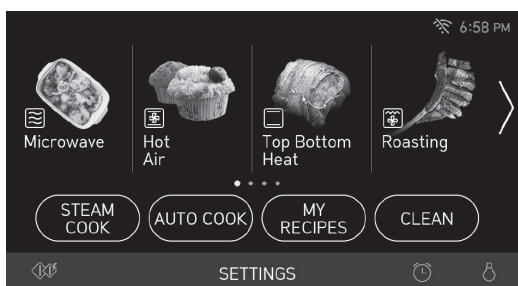 6:58 PM
Microwave
Hot
Air
Top Bottom
Heat
Roasting
STEAM
COOK
AUTO COOK
MY
RECIPES
CLEAN
SETTINGS